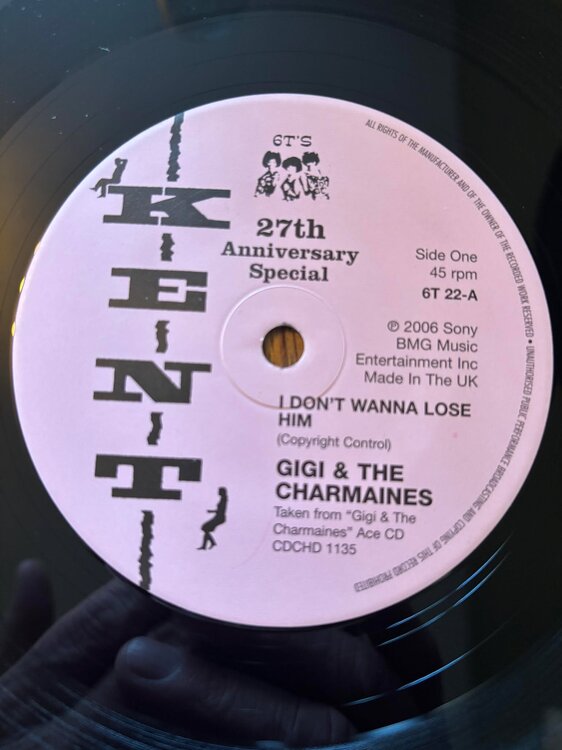 ALL RIGHTS OF THE MANUFACTURER AND OF THE OWNER OF THE RECORDED WORK RESERVED • UNAUTHORISED PUBLIC PERFORMANCE BROADCASTING AND COPYING OF THIS RECORD PROHIBITED
6T'S
KENT
27th
Anniversary
Special
Side One
45 rpm
6T 22-A
℗ 2006 Sony
BMG Music
Entertainment Inc
Made In The UK
I DON'T WANNA LOSE
HIM
(Copyright Control)
GIGI & THE
CHARMAINES
Taken from "Gigi & The
Charmaines" Ace CD
CDCHD 1135